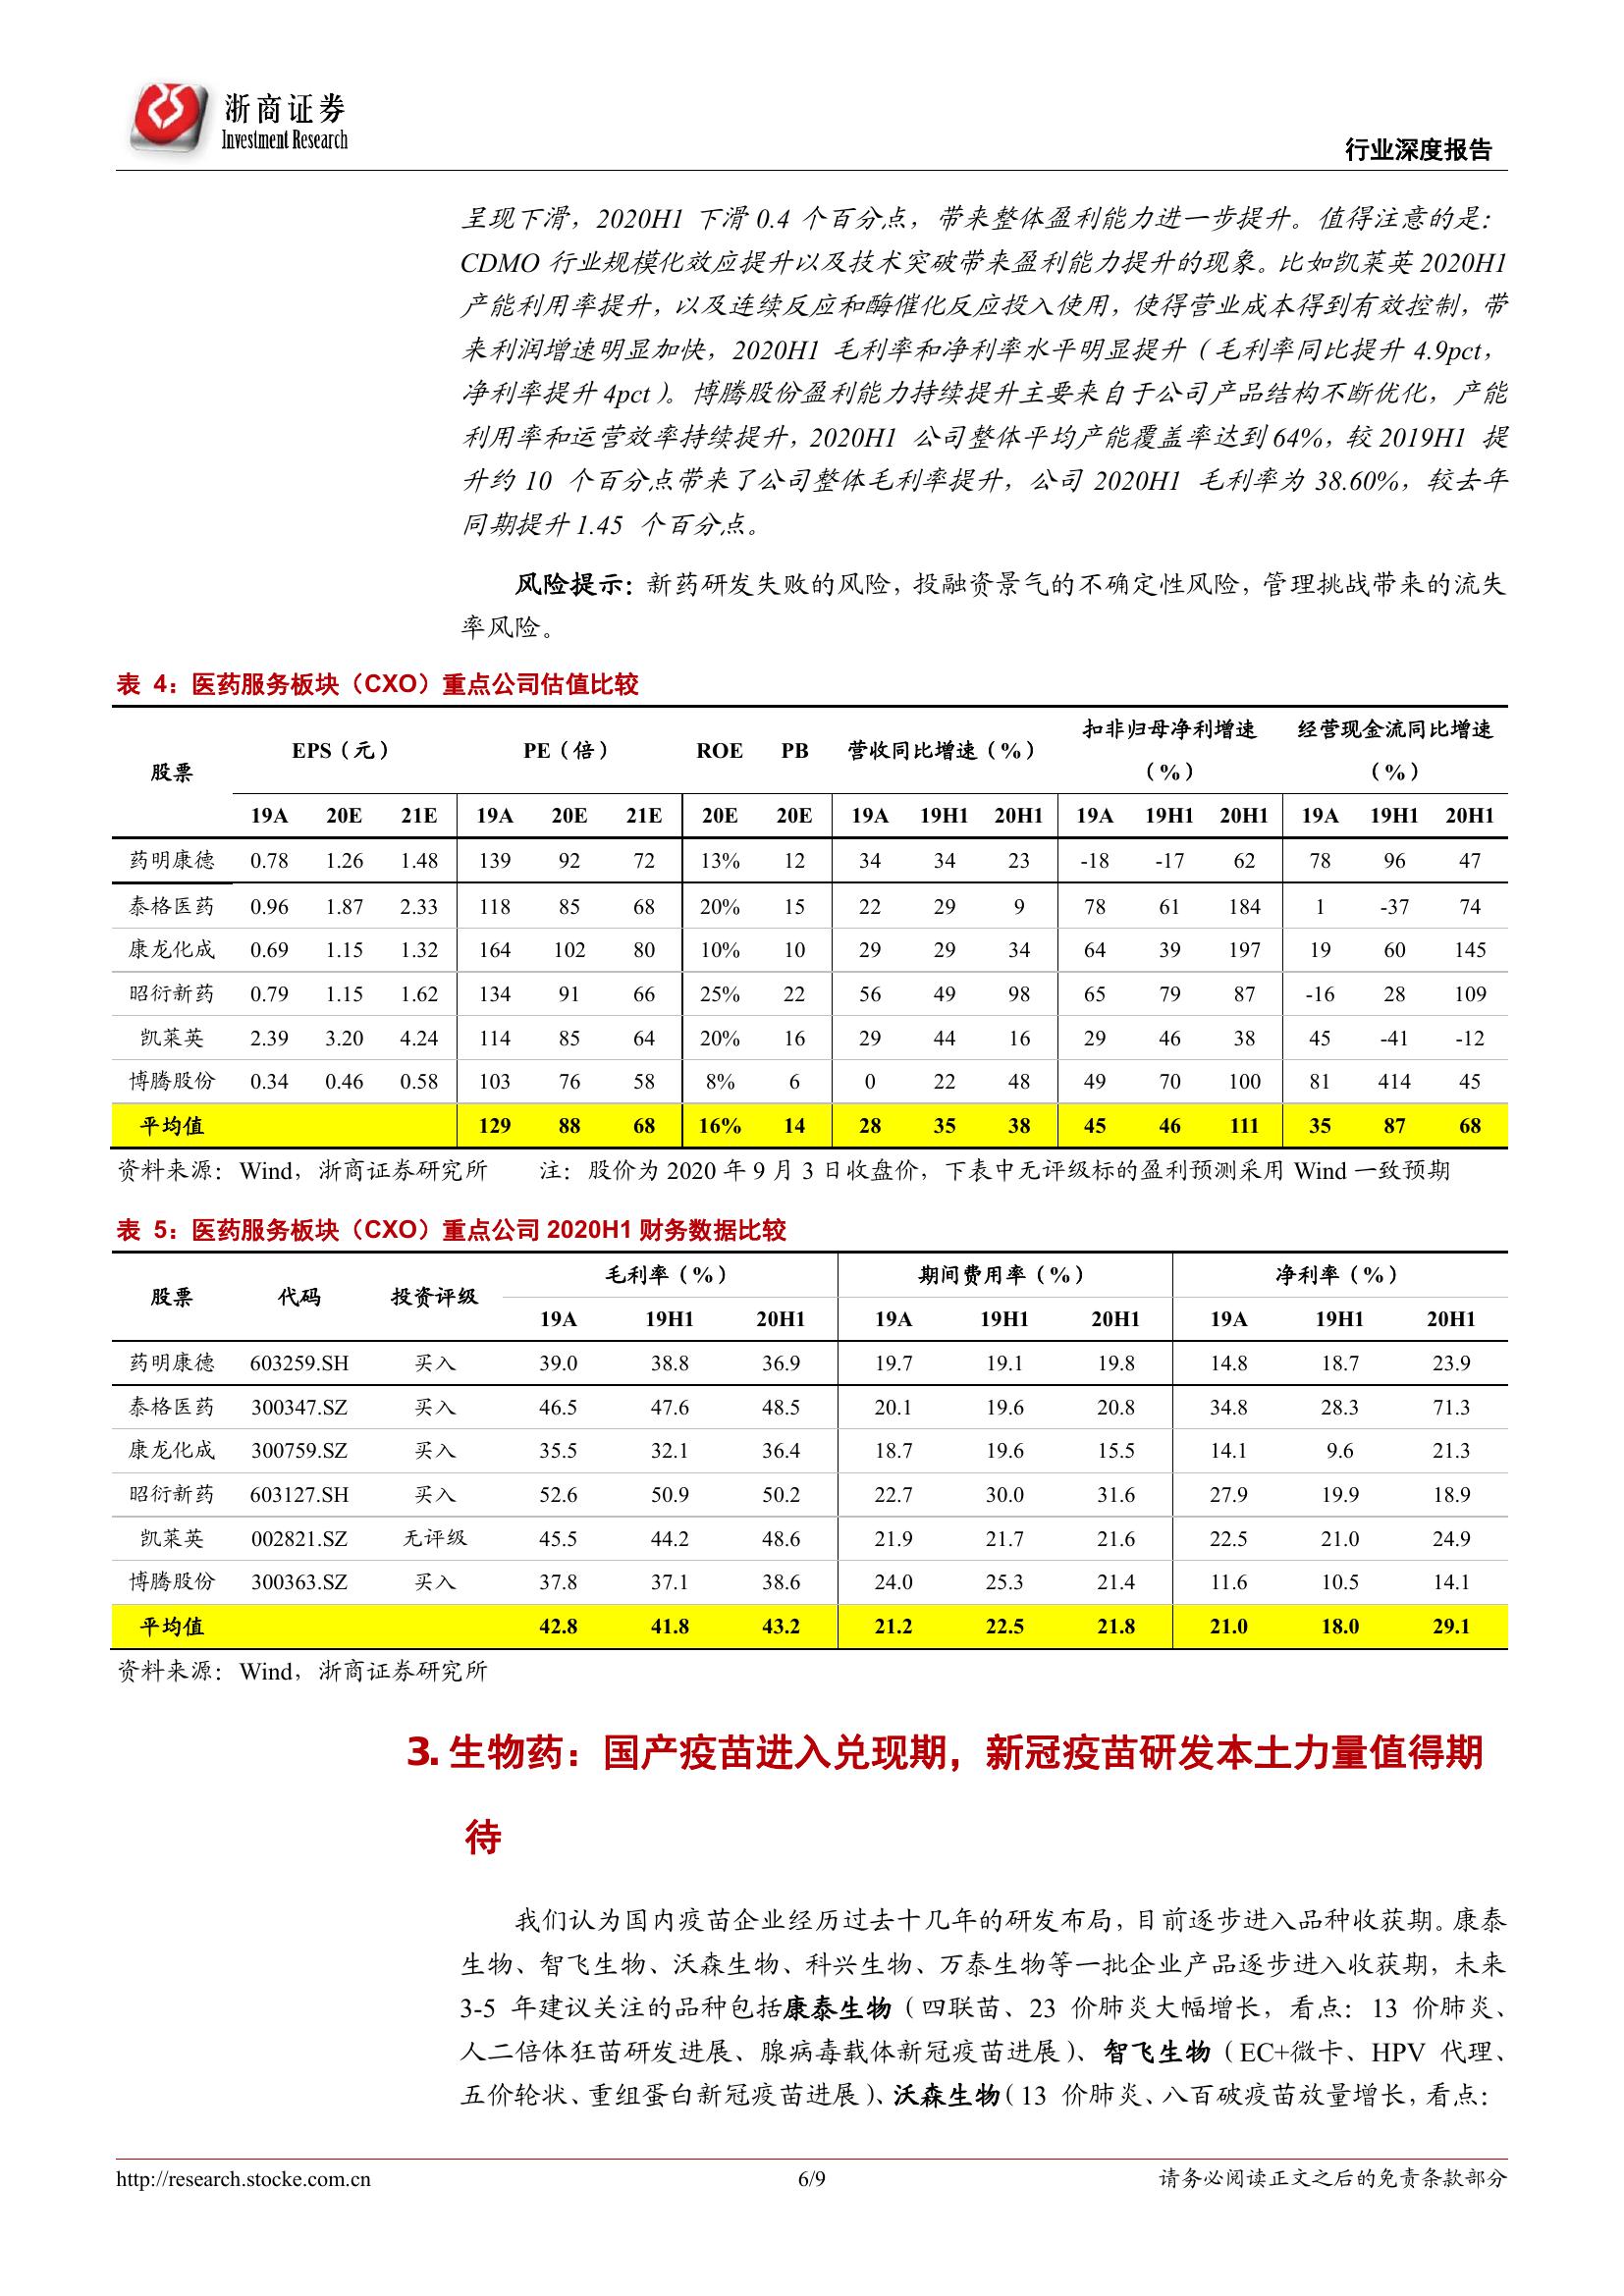 浙商证券
Investment Research
行业深度报告
呈现下滑，2020H1 下滑 0.4 个百分点，带来整体盈利能力进一步提升。值得注意的是：
CDMO 行业规模化效应提升以及技术突破带来盈利能力提升的现象。比如凯莱英 2020H1
产能利用率提升，以及连续反应和酶催化反应投入使用，使得营业成本得到有效控制，带
来利润增速明显加快，2020H1 毛利率和净利率水平明显提升（毛利率同比提升 4.9pct，
净利率提升 4pct）。博腾股份盈利能力持续提升主要来自于公司产品结构不断优化，产能
利用率和运营效率持续提升，2020H1 公司整体平均产能覆盖率达到 64%，较 2019H1 提
升约 10 个百分点带来了公司整体毛利率提升，公司 2020H1 毛利率为 38.60%，较去年
同期提升 1.45 个百分点。
风险提示：新药研发失败的风险，投融资景气的不确定性风险，管理挑战带来的流失
率风险。
表 4：医药服务板块（CXO）重点公司估值比较
股票 EPS（元） PE（倍） ROE PB 营收同比增速（%） 扣非归母净利增速（%） 经营现金流同比增速（%）
19A 20E 21E 19A 20E 21E 20E 20E 19A 19H1 20H1 19A 19H1 20H1 19A 19H1 20H1
药明康德 0.78 1.26 1.48 139 92 72 13% 12 34 34 23 -18 -17 62 78 96 47
泰格医药 0.96 1.87 2.33 118 85 68 20% 15 22 29 9 78 61 184 1 -37 74
康龙化成 0.69 1.15 1.32 164 102 80 10% 10 29 29 34 64 39 197 19 60 145
昭衍新药 0.79 1.15 1.62 134 91 66 25% 22 56 49 98 65 79 87 -16 28 109
凯莱英 2.39 3.20 4.24 114 85 64 20% 16 29 44 16 29 46 38 45 -41 -12
博腾股份 0.34 0.46 0.58 103 76 58 8% 6 0 22 48 49 70 100 81 414 45
平均值 129 88 68 16% 14 28 35 38 45 46 111 35 87 68
资料来源：Wind，浙商证券研究所 注：股价为 2020 年 9 月 3 日收盘价，下表中无评级标的盈利预测采用 Wind 一致预期
表 5：医药服务板块（CXO）重点公司 2020H1 财务数据比较
股票 代码 投资评级 毛利率（%） 期间费用率（%） 净利率（%）
19A 19H1 20H1 19A 19H1 20H1 19A 19H1 20H1
药明康德 603259.SH 买入 39.0 38.8 36.9 19.7 19.1 19.8 14.8 18.7 23.9
泰格医药 300347.SZ 买入 46.5 47.6 48.5 20.1 19.6 20.8 34.8 28.3 71.3
康龙化成 300759.SZ 买入 35.5 32.1 36.4 18.7 19.6 15.5 14.1 9.6 21.3
昭衍新药 603127.SH 买入 52.6 50.9 50.2 22.7 30.0 31.6 27.9 19.9 18.9
凯莱英 002821.SZ 无评级 45.5 44.2 48.6 21.9 21.7 21.6 22.5 21.0 24.9
博腾股份 300363.SZ 买入 37.8 37.1 38.6 24.0 25.3 21.4 11.6 10.5 14.1
平均值 42.8 41.8 43.2 21.2 22.5 21.8 21.0 18.0 29.1
资料来源：Wind，浙商证券研究所
3. 生物药：国产疫苗进入兑现期，新冠疫苗研发本土力量值得期
待
我们认为国内疫苗企业经历过去十几年的研发布局，目前逐步进入品种收获期。康泰
生物、智飞生物、沃森生物、科兴生物、万泰生物等一批企业产品逐步进入收获期，未来
3-5 年建议关注的品种包括康泰生物（四联苗、23 价肺炎大幅增长，看点：13 价肺炎、
人二倍体狂苗研发进展、腺病毒载体新冠疫苗进展）、智飞生物（EC+微卡、HPV 代理、
五价轮状、重组蛋白新冠疫苗进展）、沃森生物（13 价肺炎、八百破疫苗放量增长，看点：
http://research.stocke.com.cn
6/9
请务必阅读正文之后的免责条款部分